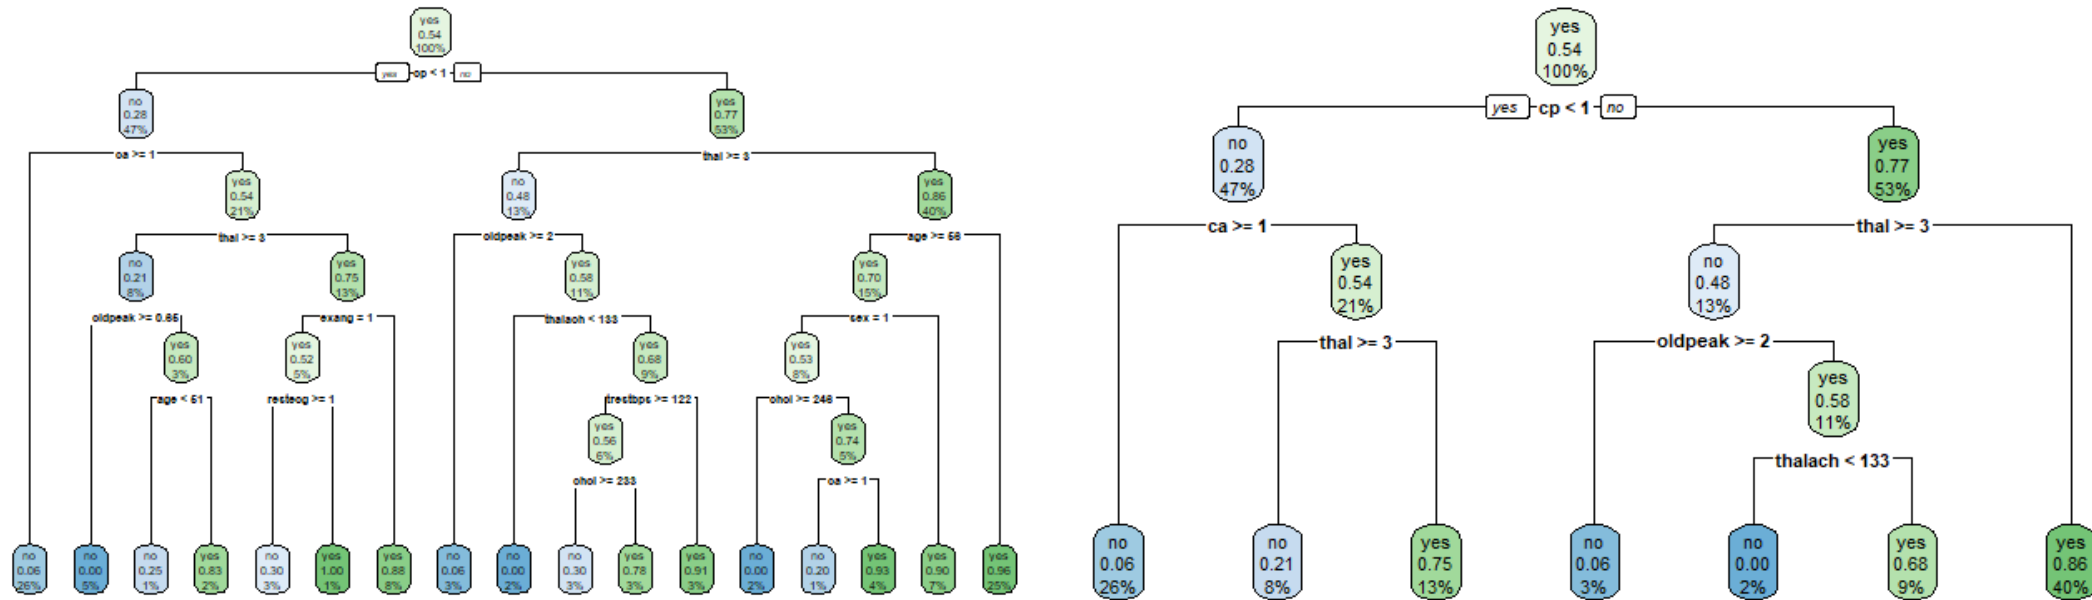 yes
0.54
100%
yes cp < 1 no
no
0.28
47%
yes
0.77
53%
ca >= 1
thal >= 3
yes
0.54
21%
no
0.48
13%
yes
0.86
40%
thal >= 3
oldpeak >= 2
age >= 56
no
0.21
8%
yes
0.75
13%
yes
0.58
11%
yes
0.70
15%
oldpeak >= 0.65
exang = 1
thalach < 133
sex = 1
yes
0.60
3%
yes
0.52
5%
yes
0.68
9%
yes
0.53
8%
age < 51
restecg >= 1
trestbps >= 122
chol >= 246
yes
0.56
6%
yes
0.74
5%
chol >= 233
ca >= 1
no
0.06
26%
no
0.00
5%
no
0.25
1%
yes
0.83
2%
no
0.30
3%
yes
1.00
1%
yes
0.88
8%
no
0.06
3%
no
0.00
2%
no
0.30
3%
yes
0.78
3%
yes
0.91
3%
no
0.00
2%
no
0.20
1%
yes
0.93
4%
yes
0.90
7%
yes
0.96
25%
yes
0.54
100%
yes cp < 1 no
no
0.28
47%
yes
0.77
53%
ca >= 1
thal >= 3
yes
0.54
21%
no
0.48
13%
thal >= 3
oldpeak >= 2
yes
0.58
11%
thalach < 133
no
0.06
26%
no
0.21
8%
yes
0.75
13%
no
0.06
3%
no
0.00
2%
yes
0.68
9%
yes
0.86
40%